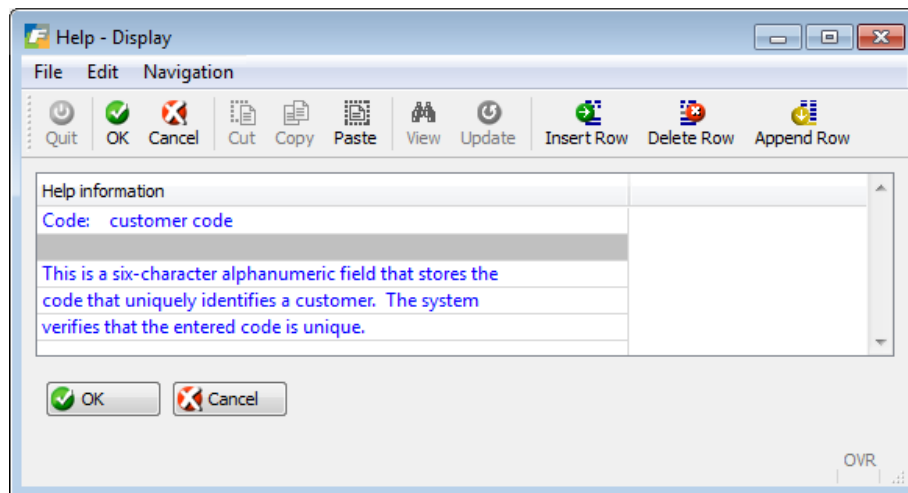 Help - Display
File Edit Navigation
Quit OK Cancel Cut Copy Paste View Update Insert Row Delete Row Append Row
Help information
Code: customer code
This is a six-character alphanumeric field that stores the
code that uniquely identifies a customer. The system
verifies that the entered code is unique.
OK Cancel
OVR